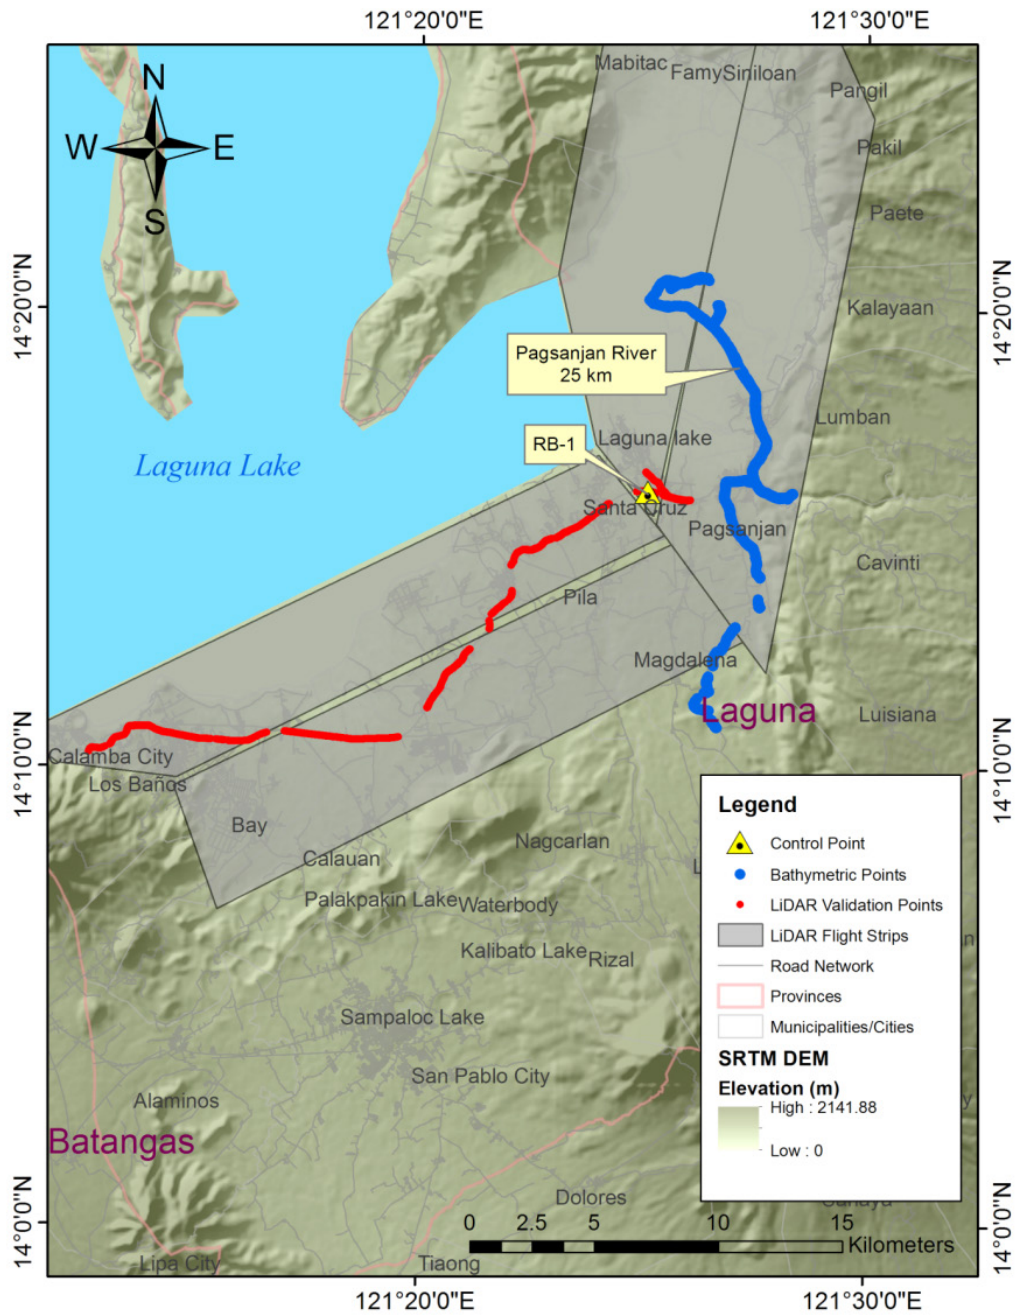 121°20'0"E
121°30'0"E
Mabitac
Famy
Siniloan
Pangil
N
W
E
S
Pakil
Paete
14°20'0"N
14°20'0"N
Kalayaan
Pagsanjan River
25 km
Lumban
RB-1
Laguna lake
Laguna Lake
Santa Cruz
Pagsanjan
Cavinti
Pila
Magdalena
Laguna
Luisiana
14°10'0"N
14°10'0"N
Calamba City
Los Baños
Bay
Nagcarlan
Calauan
Palakpakin Lake
Waterbody
Kalibato Lake
Rizal
Sampaloc Lake
San Pablo City
Alaminos
Batangas
Legend
Control Point
Bathymetric Points
LiDAR Validation Points
LiDAR Flight Strips
Road Network
Provinces
Municipalities/Cities
SRTM DEM
Elevation (m)
High : 2141.88
Low : 0
14°0'0"N
14°0'0"N
Dolores
0 2.5 5 10 15
Kilometers
Lipa City
Tiaong
121°20'0"E
121°30'0"E